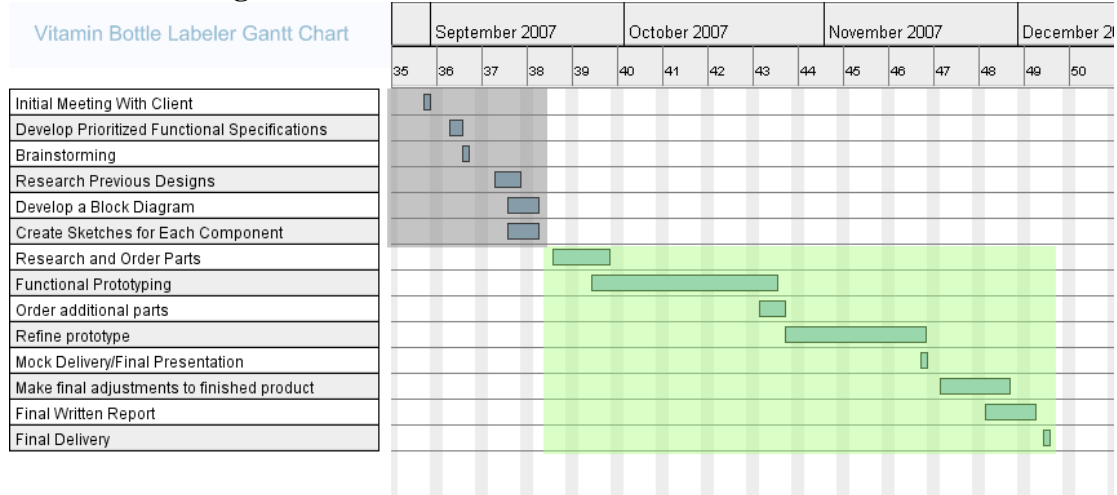 Vitamin Bottle Labeler Gantt Chart
September 2007 October 2007 November 2007 December 2
35 36 37 38 39 40 41 42 43 44 45 46 47 48 49 50
Initial Meeting With Client
Develop Prioritized Functional Specifications
Brainstorming
Research Previous Designs
Develop a Block Diagram
Create Sketches for Each Component
Research and Order Parts
Functional Prototyping
Order additional parts
Refine prototype
Mock Delivery/Final Presentation
Make final adjustments to finished product
Final Written Report
Final Delivery